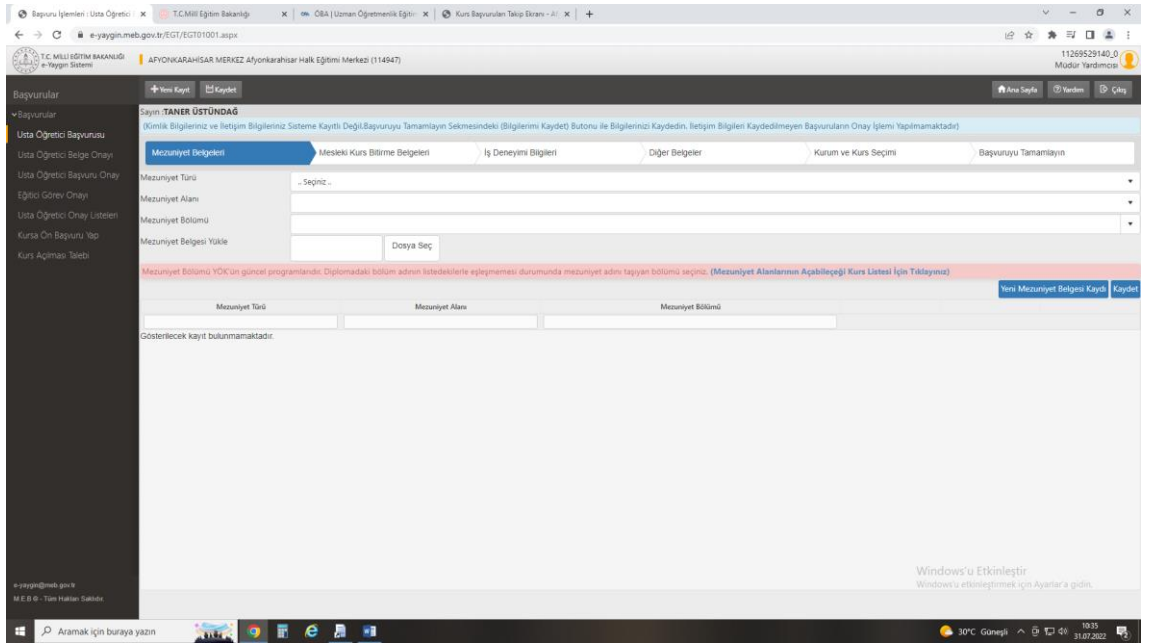 Başvuru İşlemleri : Usta Öğretici
T.C.Millî Eğitim Bakanlığı
ÖBA | Uzman Öğretmenlik Eğitim
Kurs Başvuruları Takip Ekranı - A
e-yaygin.meb.gov.tr/EGT/EGT01001.aspx
T.C. MİLLİ EĞİTİM BAKANLIĞI
e-Yaygın Sistemi
AFYONKARAHİSAR MERKEZ Afyonkarahisar Halk Eğitimi Merkezi (114947)
11269529140_0
Müdür Yardımcısı
Başvurular
Yeni Kayıt Kaydet
Ana Sayfa Yardım Çıkış
Başvurular
Usta Öğretici Başvurusu
Usta Öğretici Belge Onayı
Usta Öğretici Başvuru Onay
Eğitici Görev Onayı
Usta Öğretici Onay Listeleri
Kursa Ön Başvuru Yap
Kurs Açılması Talebi
Sayın :TANER ÜSTÜNDAĞ
(Kimlik Bilgileriniz ve İletişim Bilgileriniz Sisteme Kayıtlı Değil.Başvuruyu Tamamlayın Sekmesindeki (Bilgilerimi Kaydet) Butonu ile Bilgilerinizi Kaydedin. İletişim Bilgileri Kaydedilmeyen Başvuruların Onay İşlemi Yapılmamaktadır)
Mezuniyet Belgeleri Mesleki Kurs Bitirme Belgeleri İş Deneyimi Bilgileri Diğer Belgeler Kurum ve Kurs Seçimi Başvuruyu Tamamlayın
Mezuniyet Türü
.. Seçiniz ..
Mezuniyet Alanı
Mezuniyet Bölümü
Mezuniyet Belgesi Yükle
Dosya Seç
Mezuniyet Bölümü YÖK'ün güncel programlarıdır. Diplomadaki bölüm adının listedekilerle eşleşmemesi durumunda mezuniyet adını taşıyan bölümü seçiniz. (Mezuniyet Alanlarının Açabileceği Kurs Listesi İçin Tıklayınız)
Yeni Mezuniyet Belgesi Kaydı Kaydet
Mezuniyet Türü Mezuniyet Alanı Mezuniyet Bölümü
Gösterilecek kayıt bulunmamaktadır.
Windows'u Etkinleştir
Windows'u etkinleştirmek için Ayarlar'a gidin.
e-yaygin@meb.gov.tr
M.E.B © - Tüm Hakları Saklıdır.
Aramak için buraya yazın
30°C Güneşli
10:35
31.07.2022